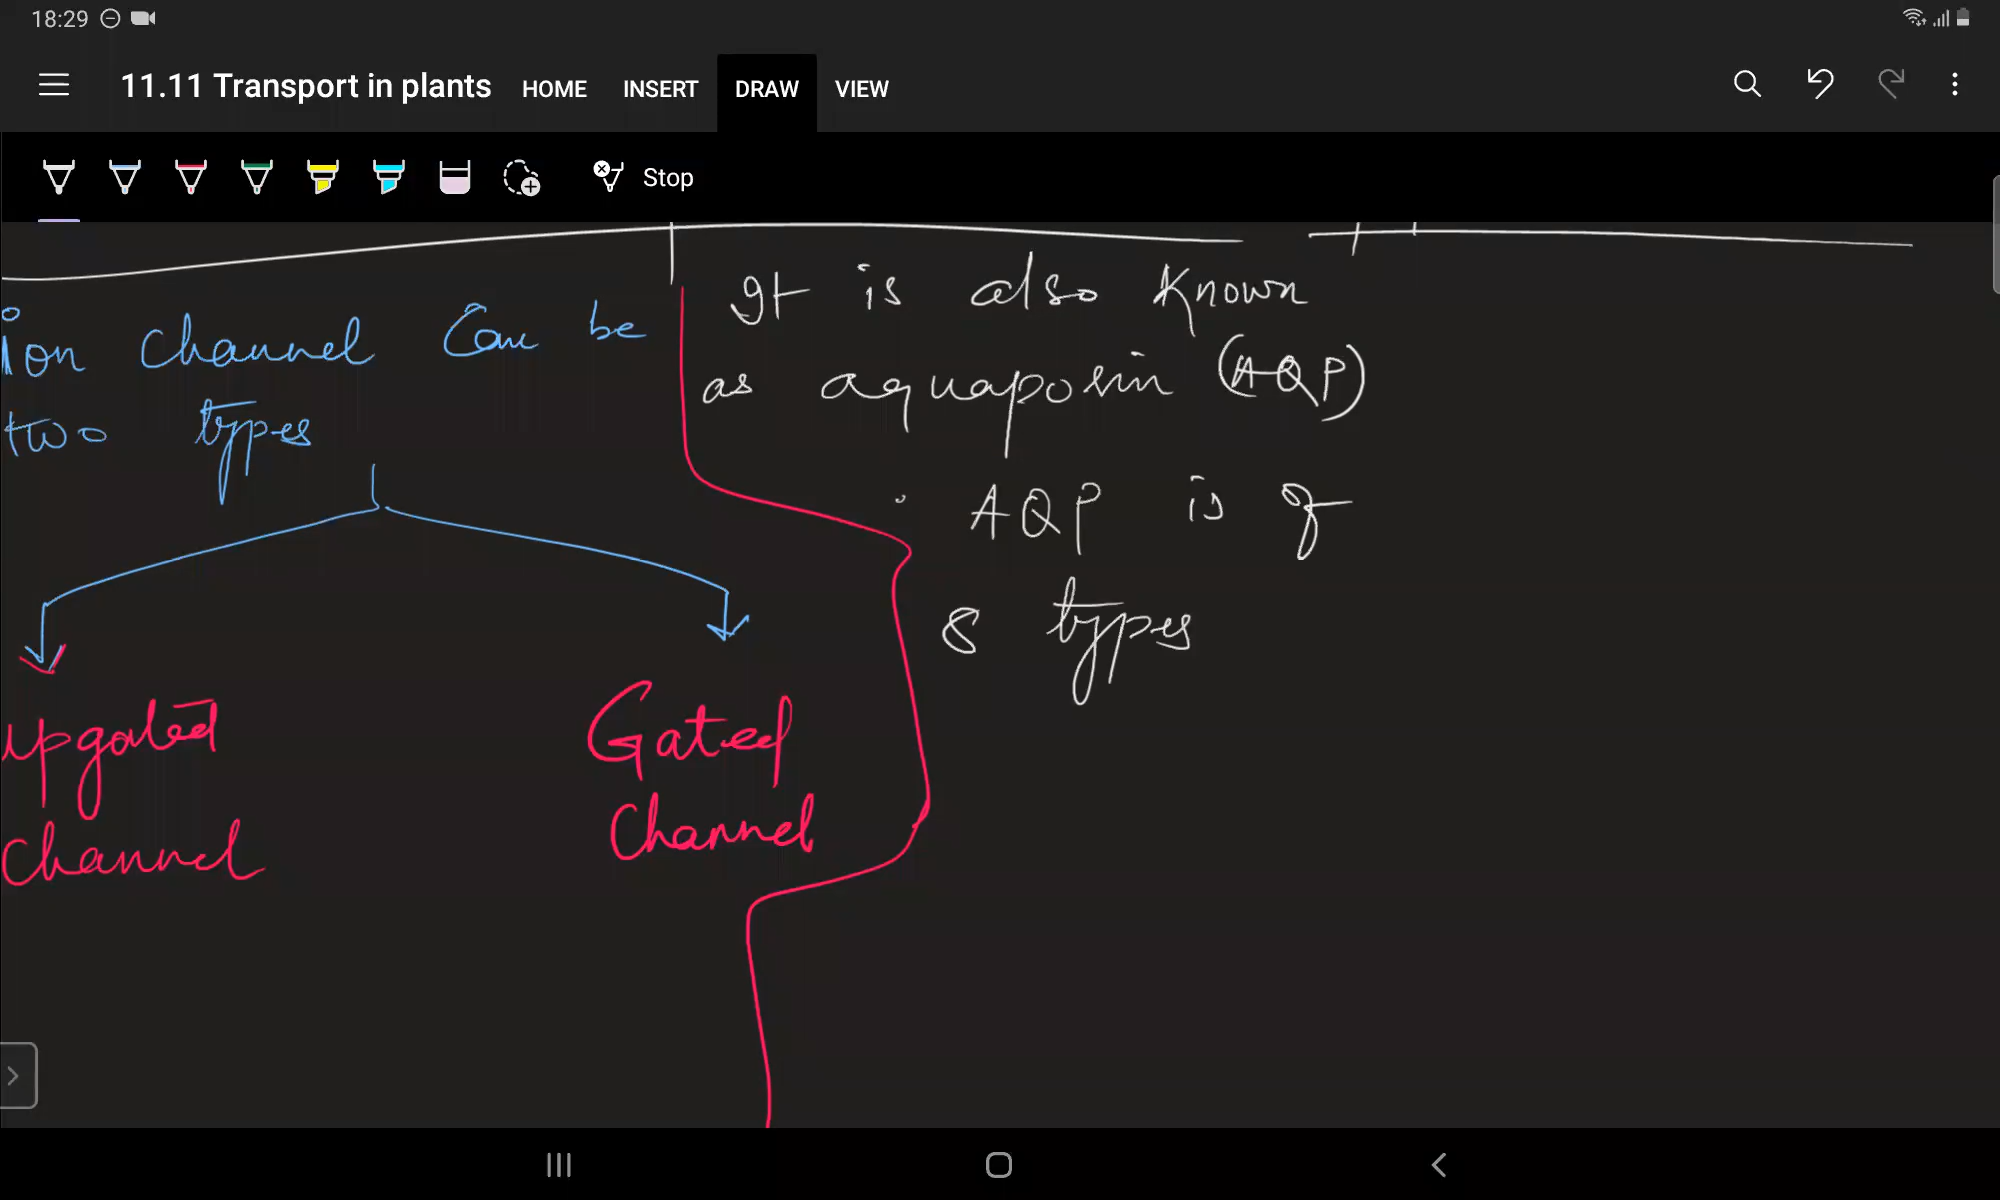 18:29
11.11 Transport in plants HOME INSERT DRAW VIEW
Stop
ion channel can be
two types
upgated
channel
Gated
Channel
It is also Known
as aquaporin (AQP)
AQP is of
8 types